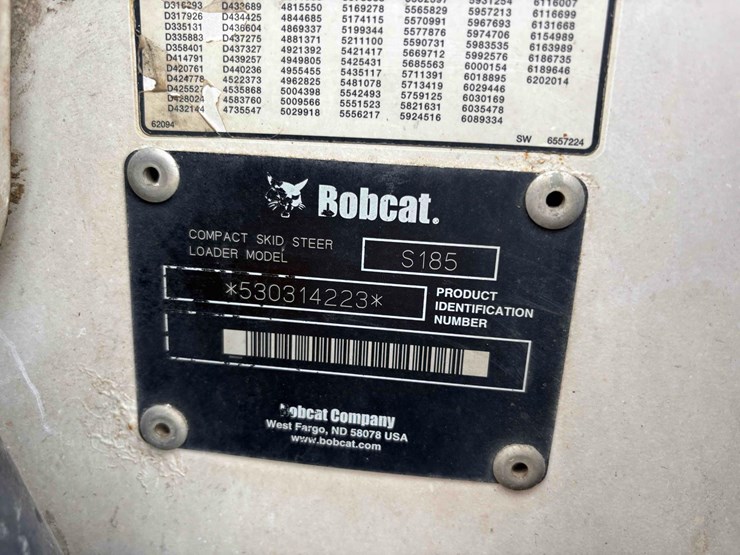 D316293 D433689 4815550 5169278 5565829 5957213 6116699
D317926 D434425 4844685 5174115 5570991 5967693 6131668
D335131 D436604 4869337 5199344 5577876 5974706 6154989
D335883 D437275 4881371 5211100 5590731 5983535 6163989
D358401 D437327 4921392 5421417 5669712 5992576 6186735
D414791 D439257 4949805 5425431 5685563 6000154 6189646
D420761 D440236 4955455 5435117 5711391 6018895 6202014
D424778 4522373 4962825 5481078 5713419 6029446
D425527 4535868 5004398 5542493 5759125 6030169
D428024 4583760 5009566 5551523 5821631 6035478
D432144 4735547 5029918 5556217 5924516 6089334
62094 SW 6557224
Bobcat.®
COMPACT SKID STEER
LOADER MODEL S185
*530314223*
PRODUCT
IDENTIFICATION
NUMBER
Bobcat Company
West Fargo, ND 58078 USA
www.bobcat.com